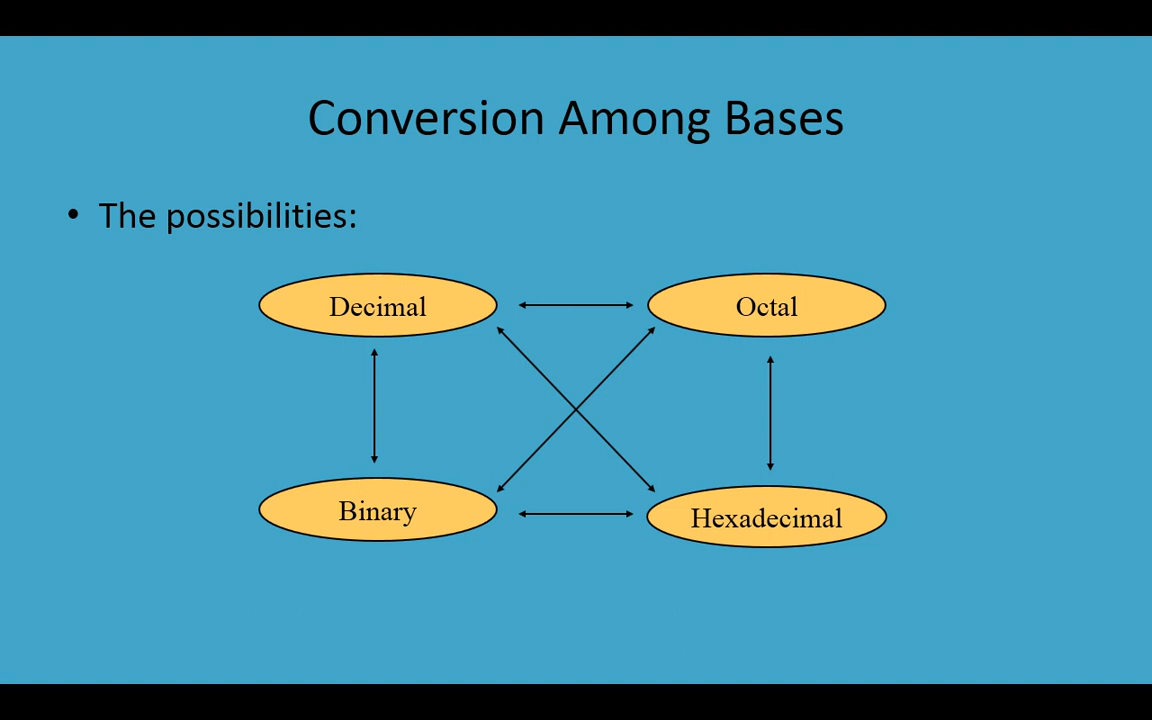 Conversion Among Bases
• The possibilities:
Decimal
Octal
Binary
Hexadecimal